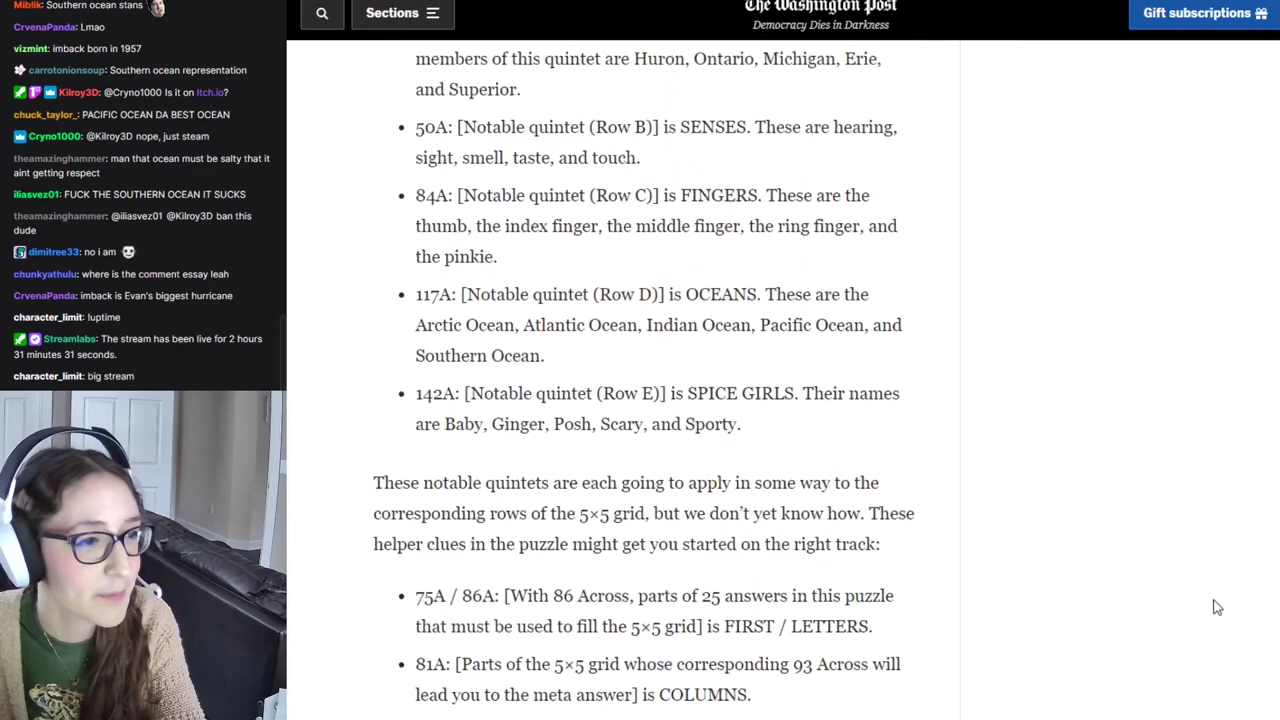 Miblik: Southern ocean stans
CrvenaPanda: Lmao
vizmint: imback born in 1957
carrotonionsoup: Southern ocean representation
Kilroy3D: @Cryno1000 Is it on Itch.io?
chuck_taylor_: PACIFIC OCEAN DA BEST OCEAN
Cryno1000: @Kilroy3D nope, just steam
theamazinghammer: man that ocean must be salty that it
aint getting respect
iliasvez01: FUCK THE SOUTHERN OCEAN IT SUCKS
theamazinghammer: @iliasvez01 @Kilroy3D ban this
dude
dimitree33: no i am
chunkyathulu: where is the comment essay leah
CrvenaPanda: imback is Evan's biggest hurricane
character_limit: !uptime
Streamlabs: The stream has been live for 2 hours
31 minutes 31 seconds.
character_limit: big stream
Sections
The Washington Post
Democracy Dies in Darkness
Gift subscriptions
members of this quintet are Huron, Ontario, Michigan, Erie,
and Superior.
• 50A: [Notable quintet (Row B)] is SENSES. These are hearing,
sight, smell, taste, and touch.
• 84A: [Notable quintet (Row C)] is FINGERS. These are the
thumb, the index finger, the middle finger, the ring finger, and
the pinkie.
• 117A: [Notable quintet (Row D)] is OCEANS. These are the
Arctic Ocean, Atlantic Ocean, Indian Ocean, Pacific Ocean, and
Southern Ocean.
• 142A: [Notable quintet (Row E)] is SPICE GIRLS. Their names
are Baby, Ginger, Posh, Scary, and Sporty.
These notable quintets are each going to apply in some way to the
corresponding rows of the 5×5 grid, but we don’t yet know how. These
helper clues in the puzzle might get you started on the right track:
• 75A / 86A: [With 86 Across, parts of 25 answers in this puzzle
that must be used to fill the 5×5 grid] is FIRST / LETTERS.
• 81A: [Parts of the 5×5 grid whose corresponding 93 Across will
lead you to the meta answer] is COLUMNS.